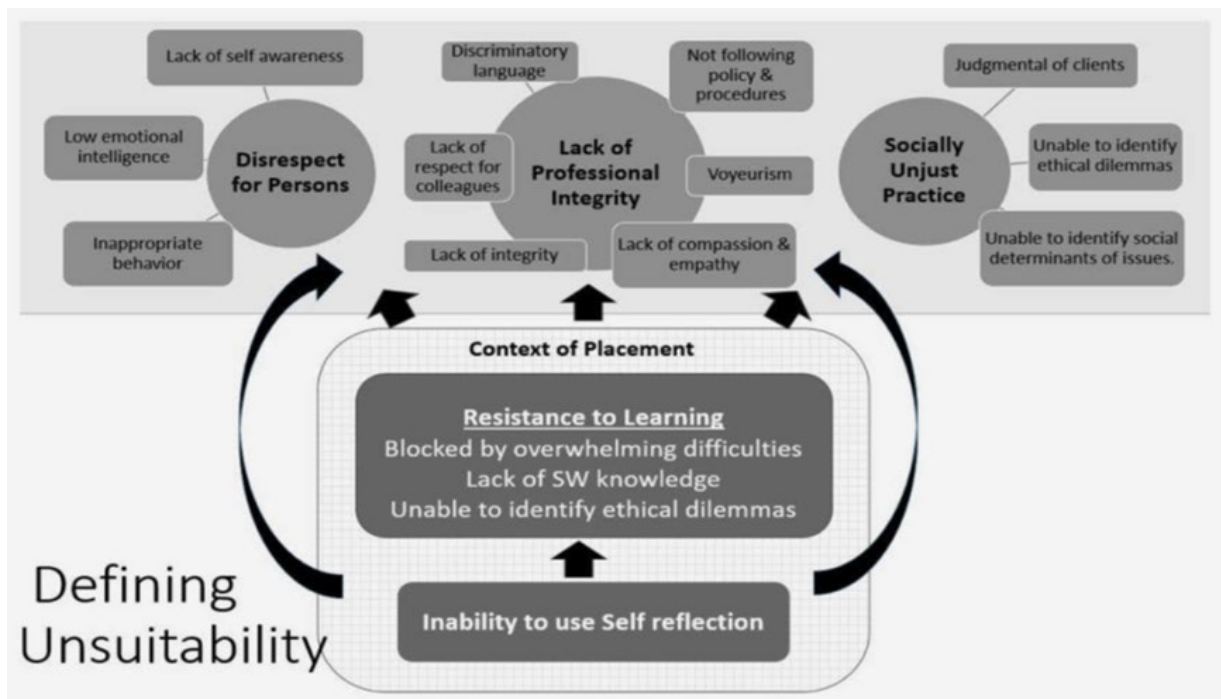 Lack of self awareness
Low emotional
intelligence
Disrespect
for Persons
Inappropriate
behavior
Discriminatory
language
Not following
policy &
procedures
Lack of
respect for
colleagues
Lack of
Professional
Integrity
Voyeurism
Lack of integrity
Lack of compassion &
empathy
Judgmental of clients
Socially
Unjust
Practice
Unable to identify
ethical dilemmas
Unable to identify social
determinants of issues.
Context of Placement
Resistance to Learning
Blocked by overwhelming difficulties
Lack of SW knowledge
Unable to identify ethical dilemmas
Inability to use Self reflection
Defining
Unsuitability